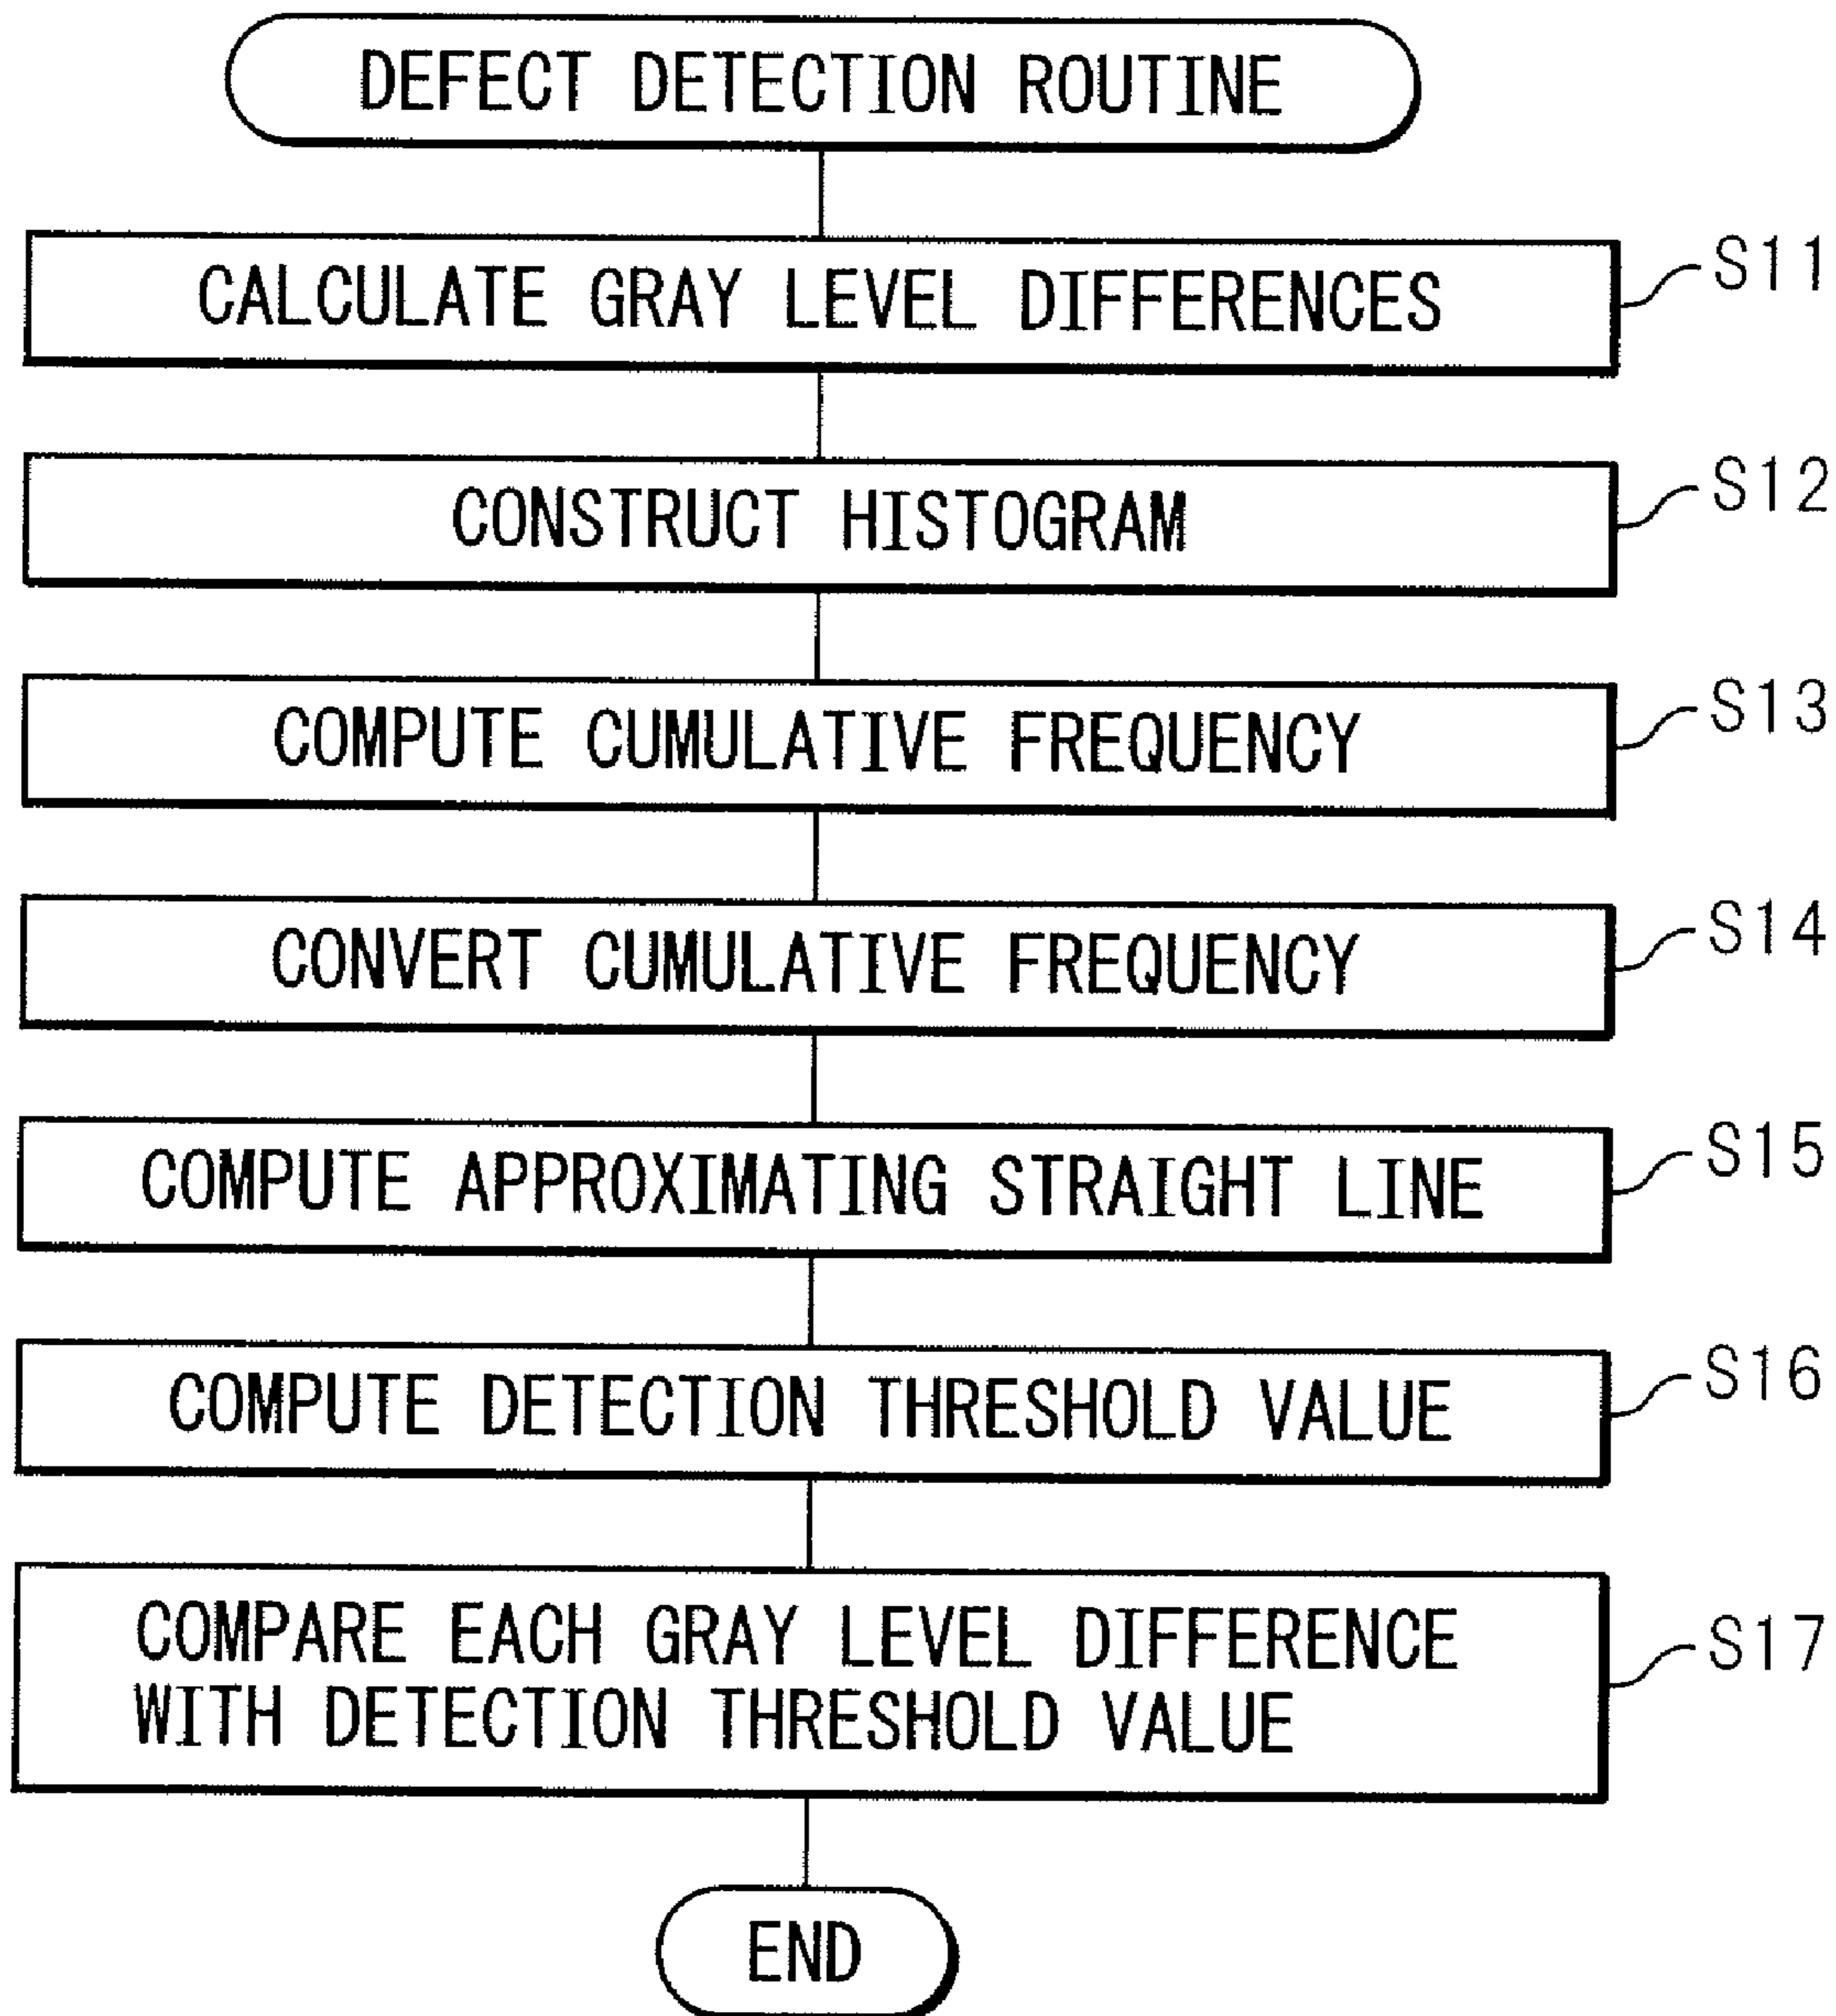 DEFECT DETECTION ROUTINE
CALCULATE GRAY LEVEL DIFFERENCES
S11
CONSTRUCT HISTOGRAM
S12
COMPUTE CUMULATIVE FREQUENCY
S13
CONVERT CUMULATIVE FREQUENCY
S14
COMPUTE APPROXIMATING STRAIGHT LINE
S15
COMPUTE DETECTION THRESHOLD VALUE
S16
COMPARE EACH GRAY LEVEL DIFFERENCE
WITH DETECTION THRESHOLD VALUE
S17
END